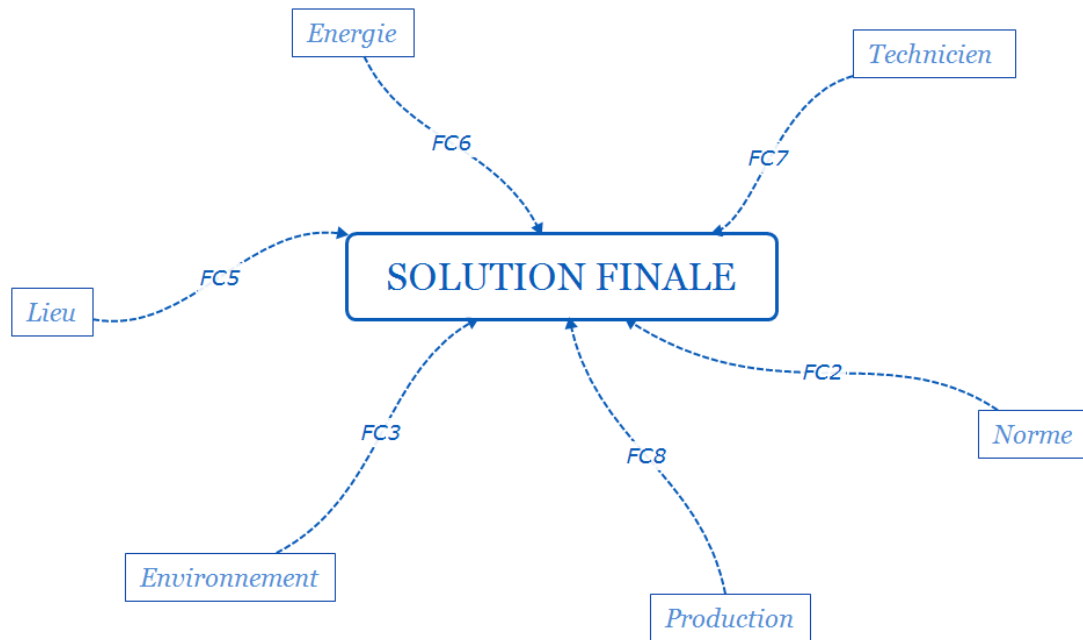 Energie
Technicien
FC6
FC7
SOLUTION FINALE
FC5
Lieu
FC2
FC3
Norme
FC8
Environnement
Production